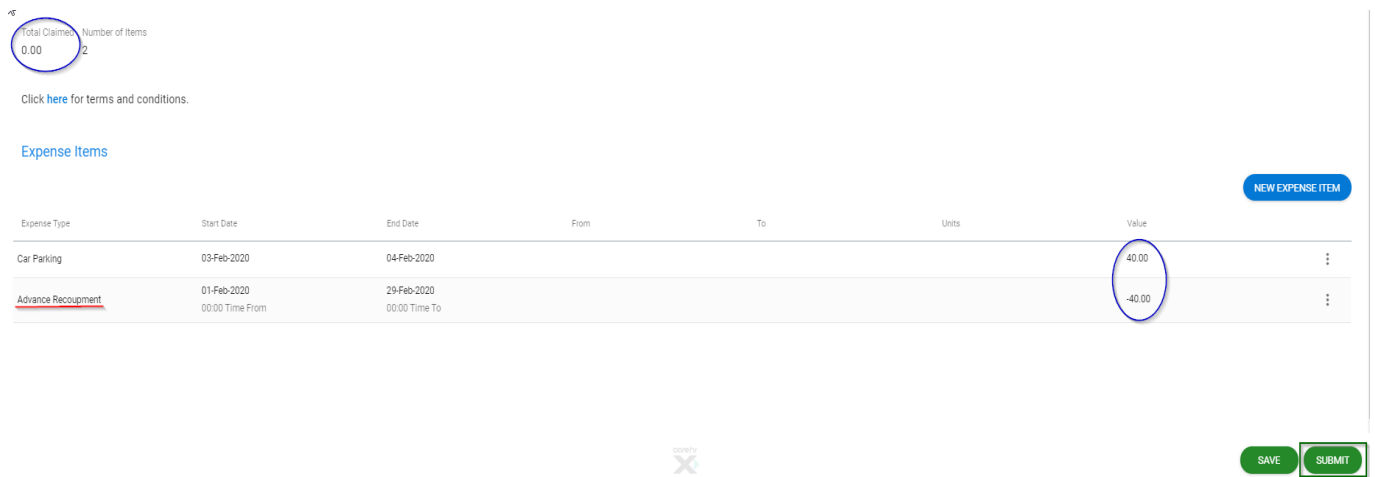 Total Claimed Number of Items
0.00 2
Click here for terms and conditions.
Expense Items
NEW EXPENSE ITEM
Expense Type Start Date End Date From To Units Value
Car Parking 03-Feb-2020 04-Feb-2020 40.00
Advance Recoupment 01-Feb-2020 29-Feb-2020 -40.00
00:00 Time From 00:00 Time To
SAVE SUBMIT